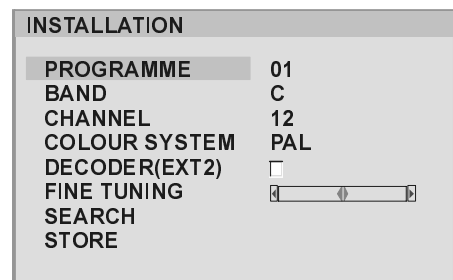 INSTALLATION
PROGRAMME 01
BAND C
CHANNEL 12
COLOUR SYSTEM PAL
DECODER(EXT2)
FINE TUNING
SEARCH
STORE